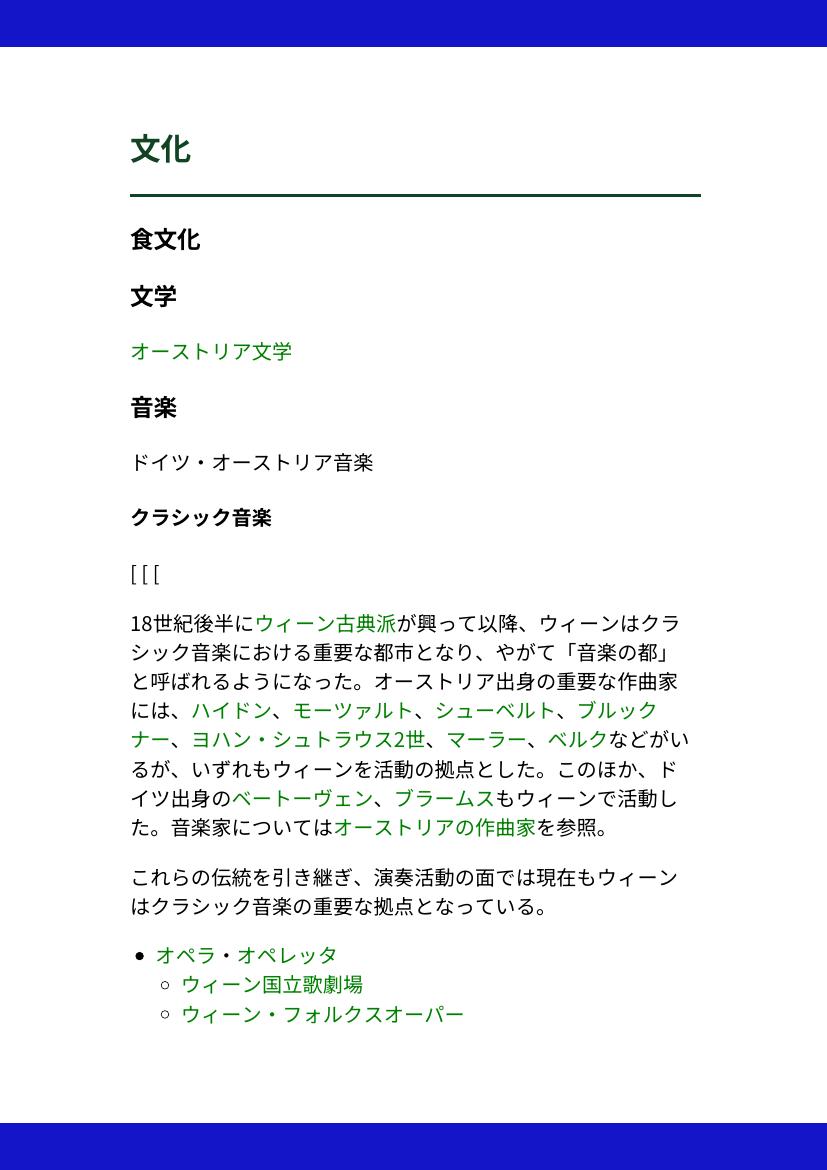 文化
食文化
文学
オーストリア文学
音楽
ドイツ・オーストリア音楽
クラシック音楽
[ [ [
18世紀後半にウィーン古典派が興って以降、ウィーンはクラ
シック音楽における重要な都市となり、やがて「音楽の都」
と呼ばれるようになった。オーストリア出身の重要な作曲家
には、ハイドン、モーツァルト、シューベルト、ブルック
ナー、ヨハン・シュトラウス2世、マーラー、ベルクなどがい
るが、いずれもウィーンを活動の拠点とした。このほか、ド
イツ出身のベートーヴェン、ブラームスもウィーンで活動し
た。音楽家についてはオーストリアの作曲家を参照。
これらの伝統を引き継ぎ、演奏活動の面では現在もウィーン
はクラシック音楽の重要な拠点となっている。
• オペラ・オペレッタ
◦ ウィーン国立歌劇場
◦ ウィーン・フォルクスオーパー